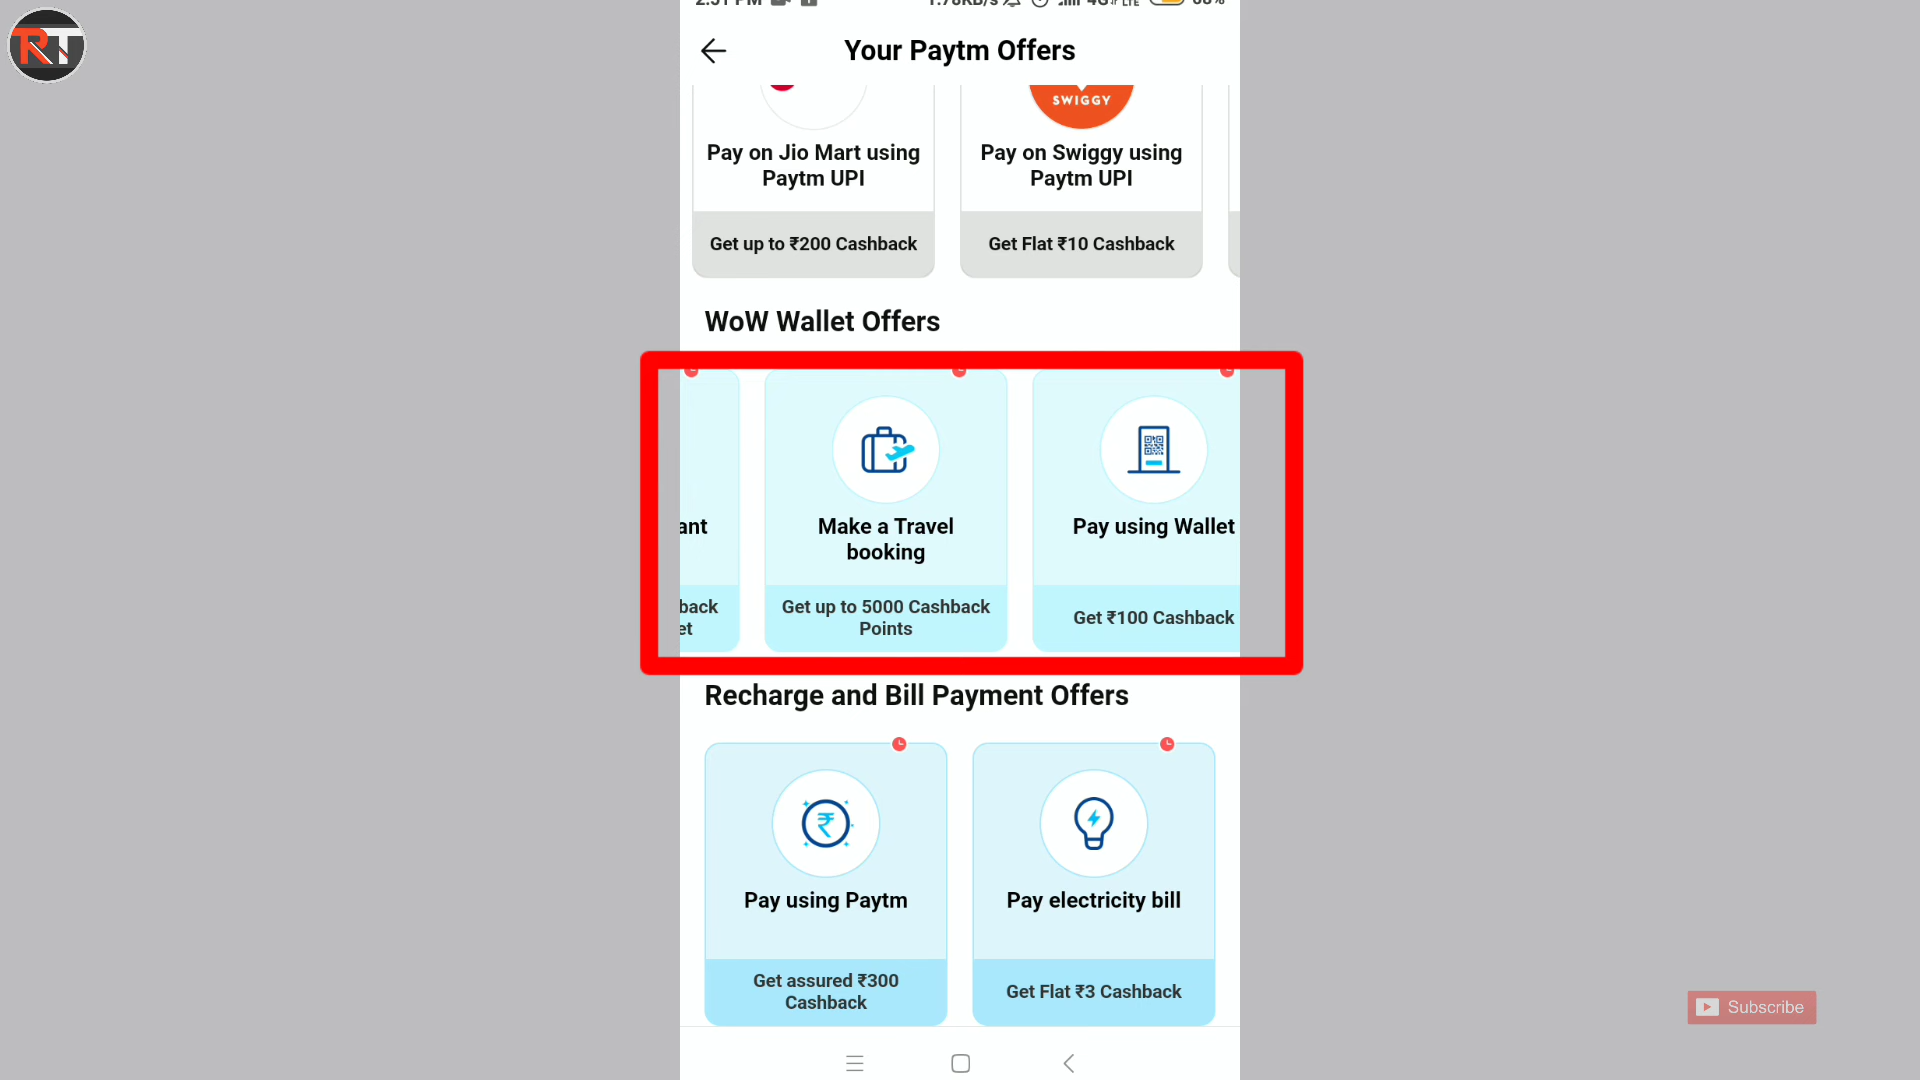 RT
Your Paytm Offers
SWIGGY
Pay on Jio Mart using
Paytm UPI
Get up to ₹200 Cashback
Pay on Swiggy using
Paytm UPI
Get Flat ₹10 Cashback
WoW Wallet Offers
ant
back
et
Make a Travel
booking
Get up to 5000 Cashback
Points
Pay using Wallet
Get ₹100 Cashback
Recharge and Bill Payment Offers
₹
Pay using Paytm
Get assured ₹300
Cashback
Pay electricity bill
Get Flat ₹3 Cashback
Subscribe